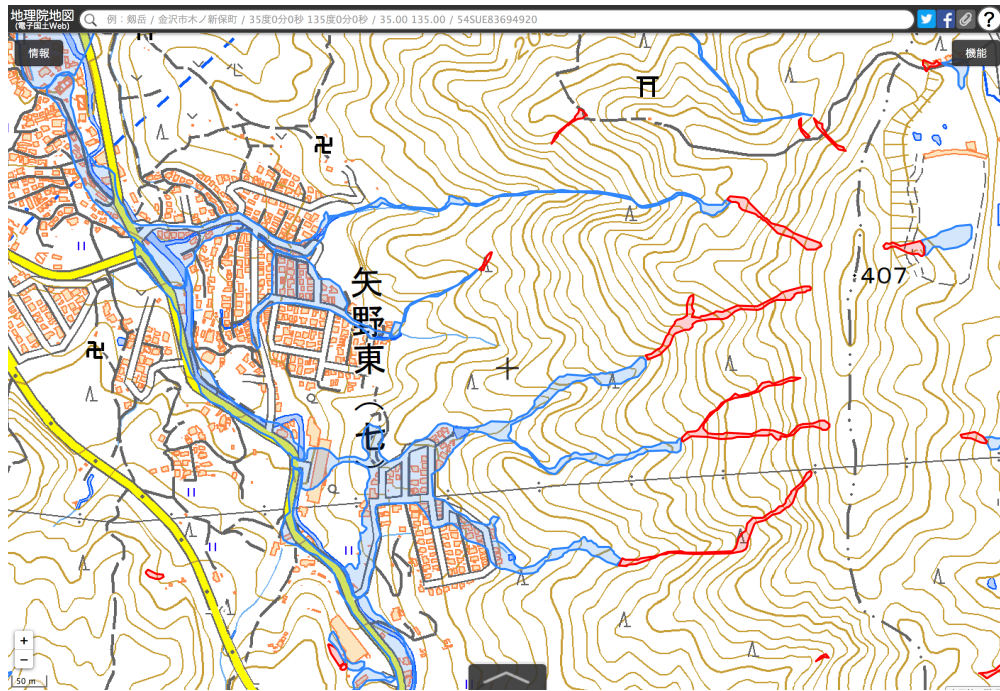 地理院地図
(電子国土Web)
例：剱岳 / 金沢市木ノ新保町 / 35度0分0秒 135度0分0秒 / 35.00 135.00 / 54SUE83694920
?
情報
機能
407
矢野東（七）
+
−
50 m